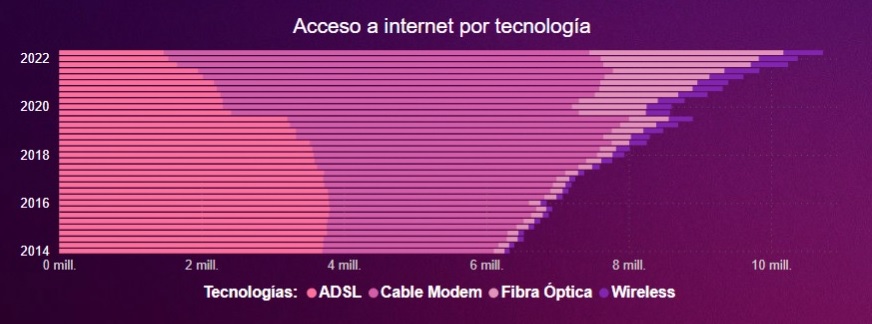 Acceso a internet por tecnología
2022
2020
2018
2016
2014
0 mill. 2 mill. 4 mill. 6 mill. 8 mill. 10 mill.
Tecnologías: ADSL Cable Modem Fibra Óptica Wireless